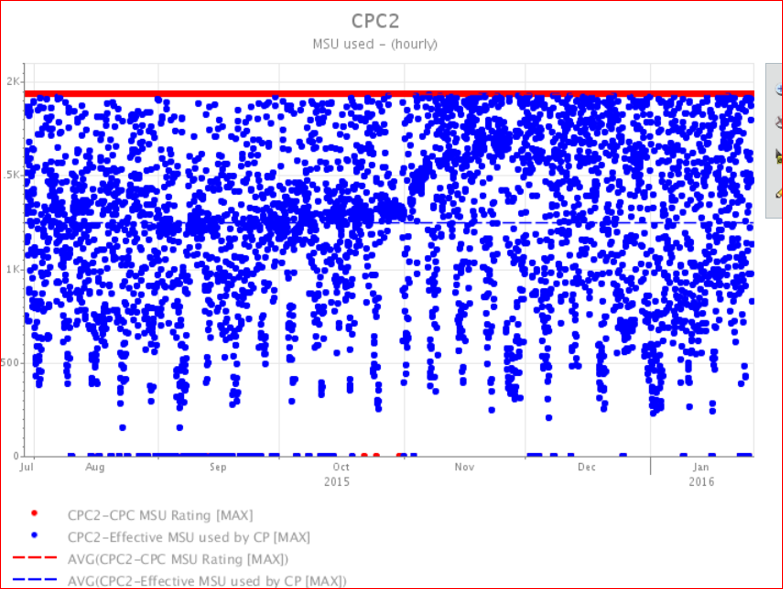 CPC2
MSU used - (hourly)
2K
.5K
1K
500
0
Jul Aug Sep Oct Nov Dec Jan
2015 2016
CPC2-CPC MSU Rating [MAX]
CPC2-Effective MSU used by CP [MAX]
AVG(CPC2-CPC MSU Rating [MAX])
AVG(CPC2-Effective MSU used by CP [MAX])